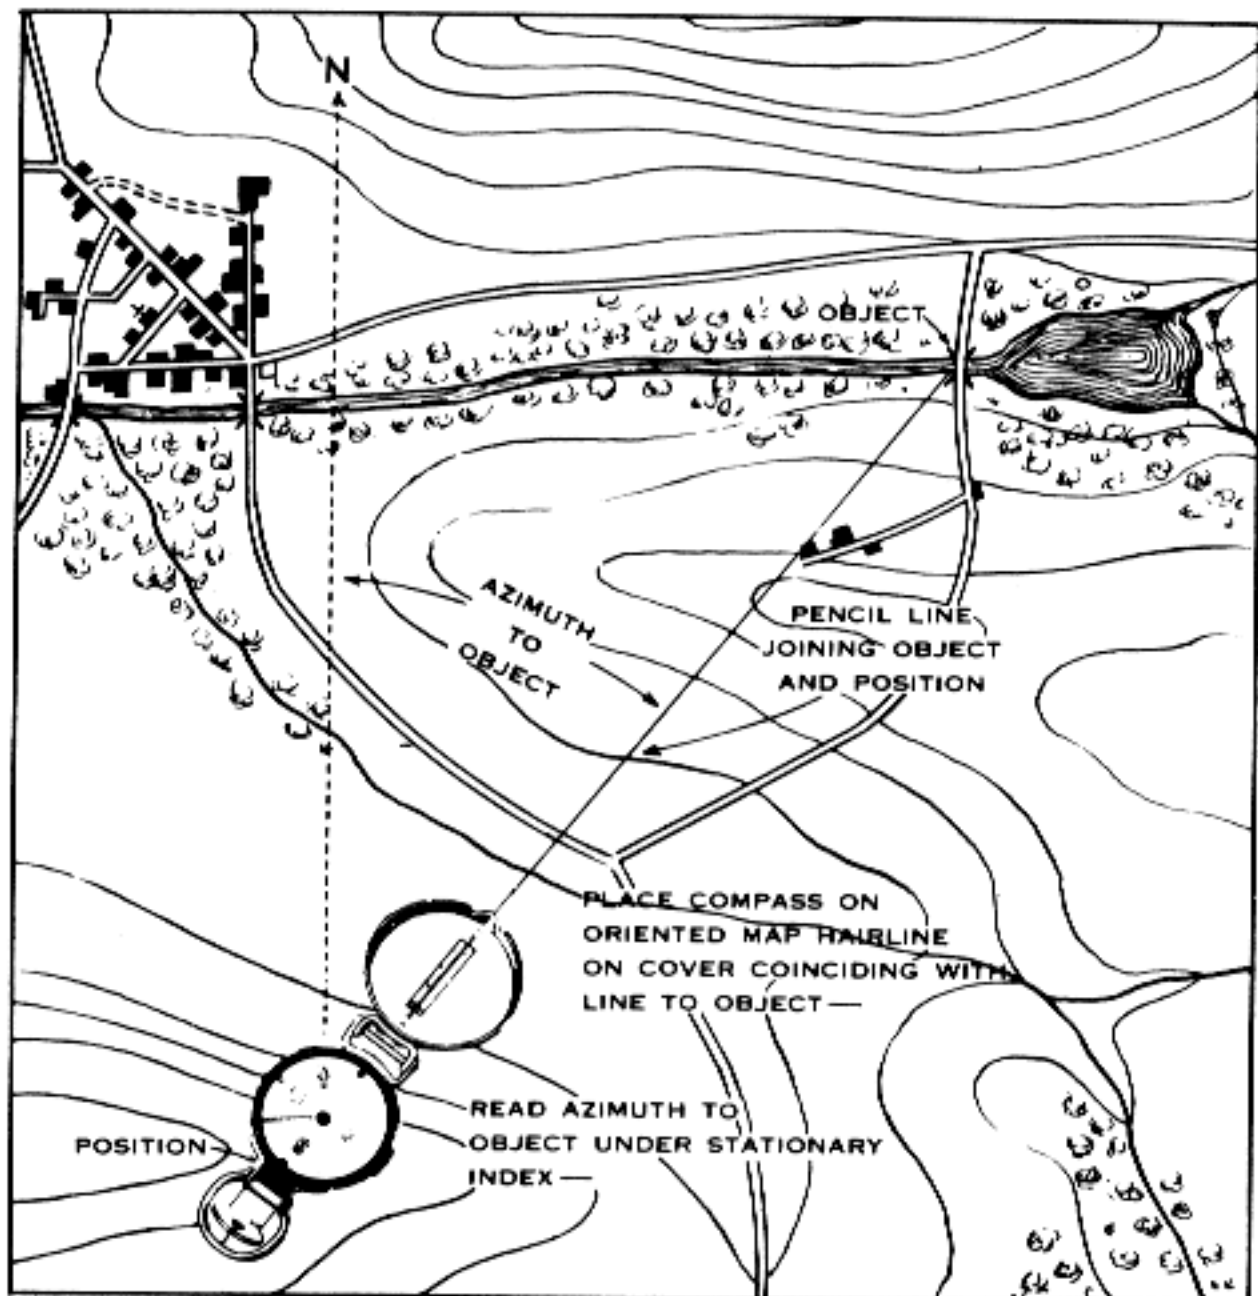 N
OBJECT
AZIMUTH
TO
OBJECT
PENCIL LINE
JOINING OBJECT
AND POSITION
PLACE COMPASS ON
ORIENTED MAP HAIRLINE
ON COVER COINCIDING WITH
LINE TO OBJECT—
READ AZIMUTH TO
OBJECT UNDER STATIONARY
INDEX—
POSITION